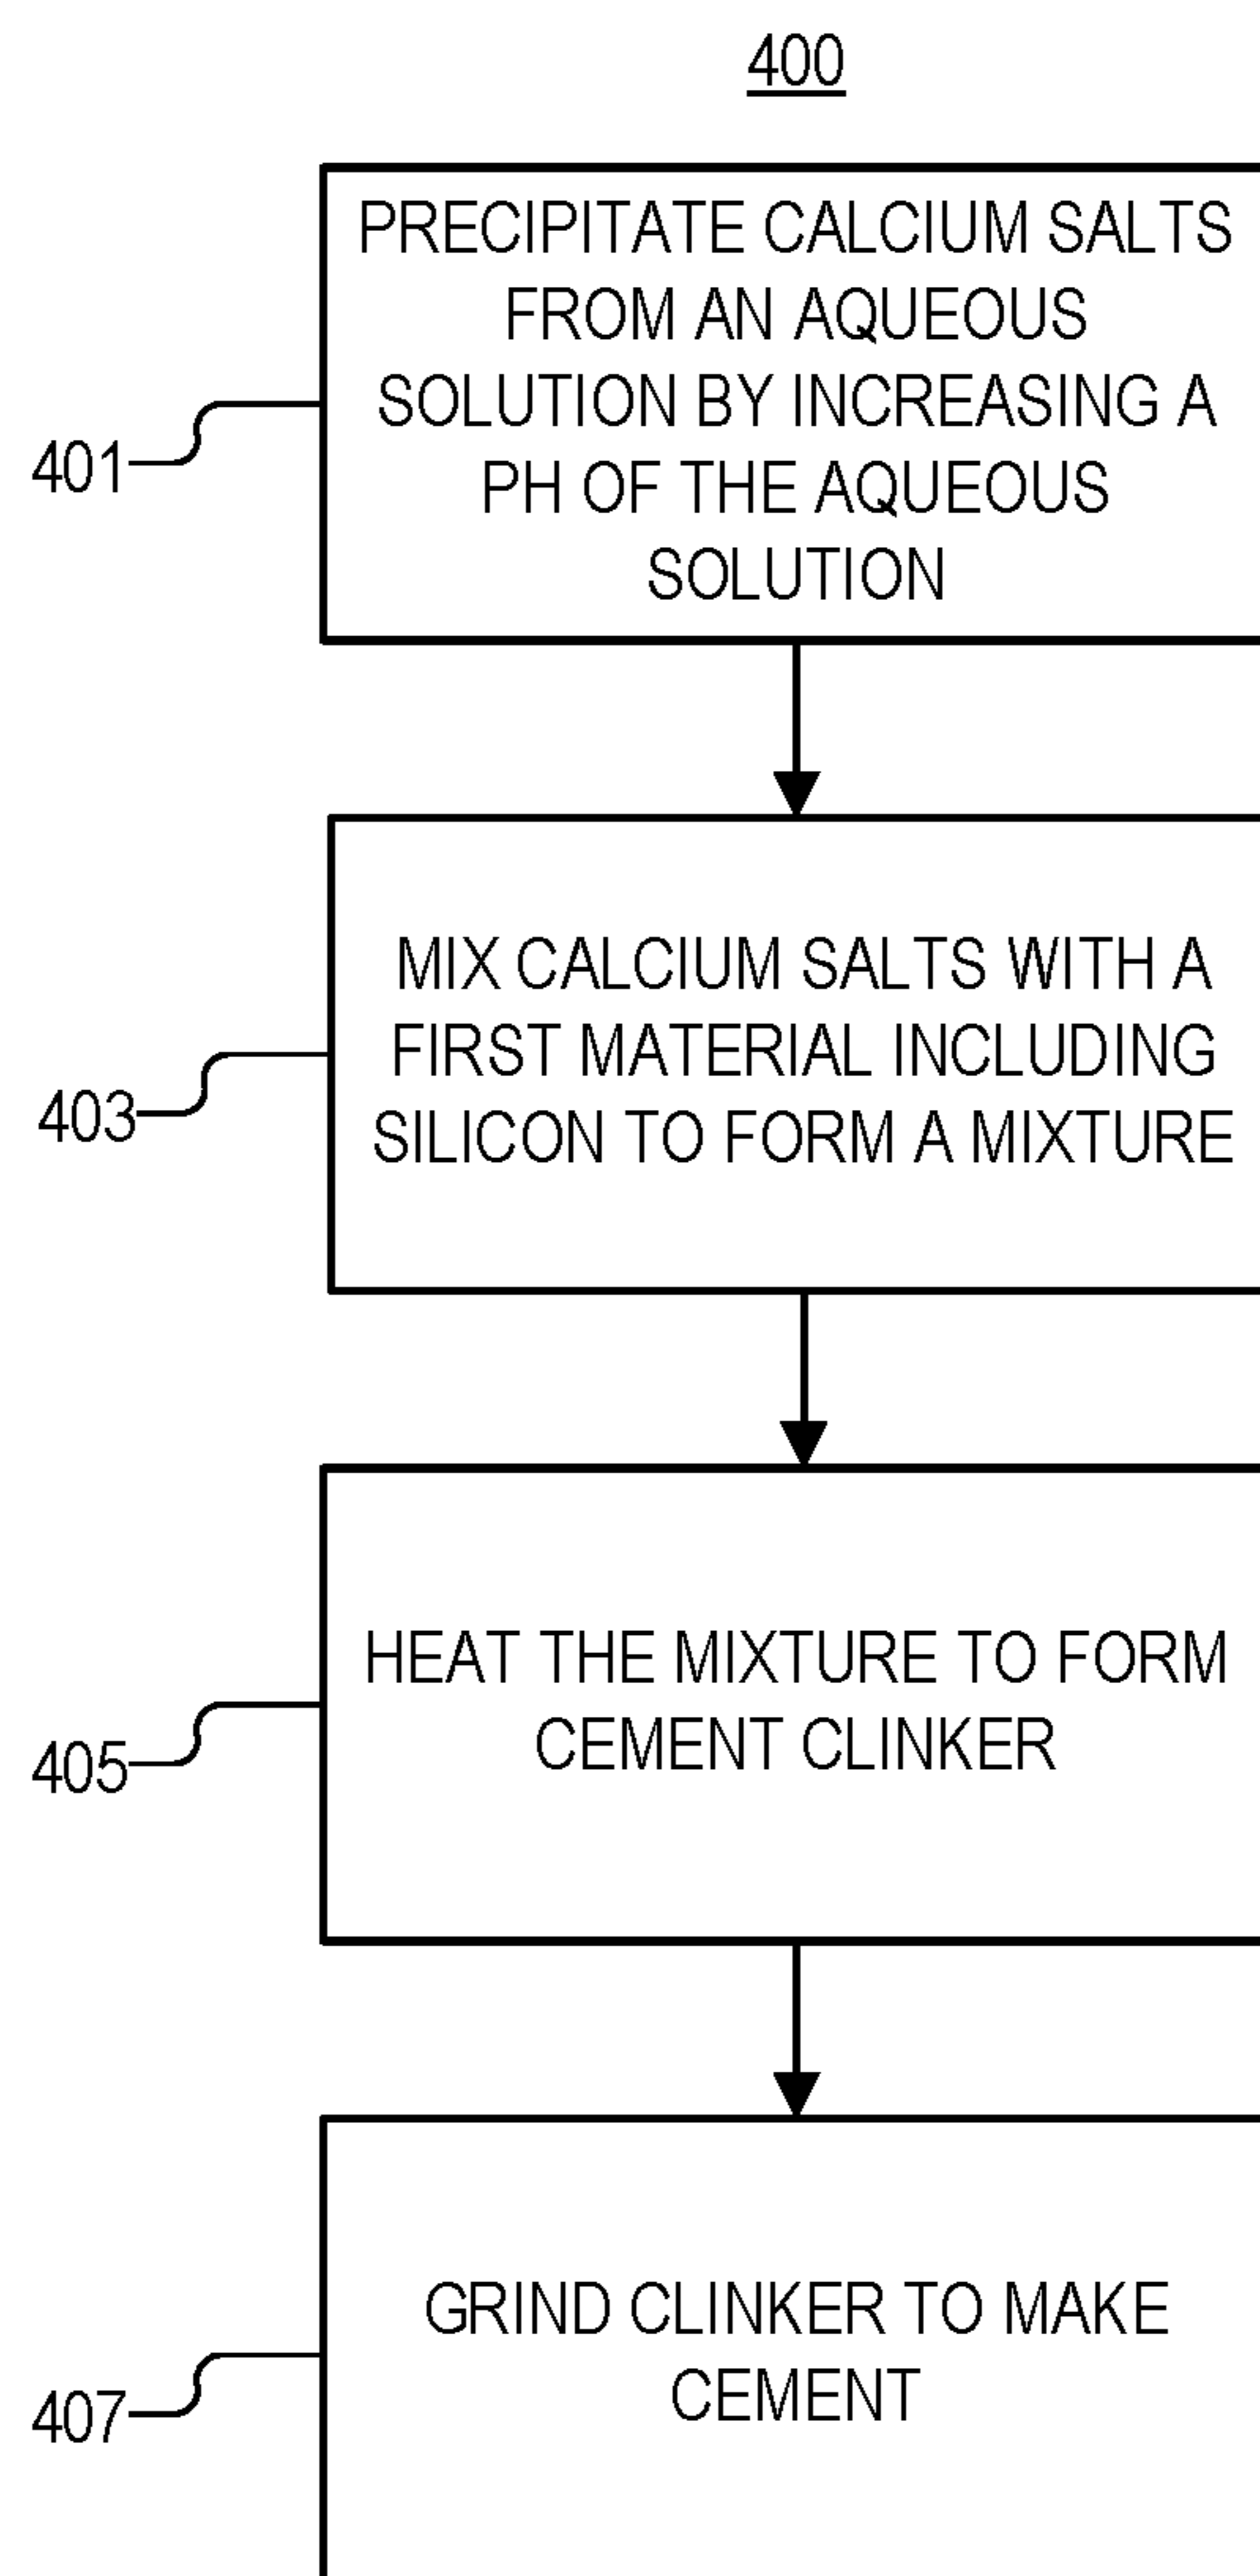 400
PRECIPITATE CALCIUM SALTS
FROM AN AQUEOUS
SOLUTION BY INCREASING A
PH OF THE AQUEOUS
SOLUTION
401
MIX CALCIUM SALTS WITH A
FIRST MATERIAL INCLUDING
SILICON TO FORM A MIXTURE
403
HEAT THE MIXTURE TO FORM
CEMENT CLINKER
405
GRIND CLINKER TO MAKE
CEMENT
407